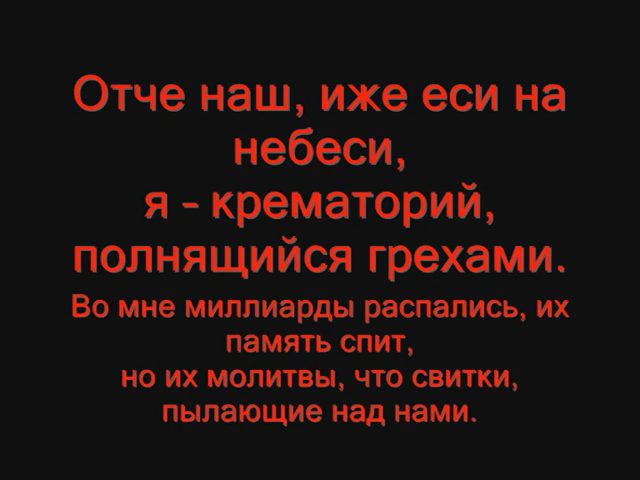 Отче наш, иже еси на
небеси,
я - крематорий,
полнящийся грехами.
Во мне миллиарды распались, их
память спит,
но их молитвы, что свитки,
пылающие над нами.